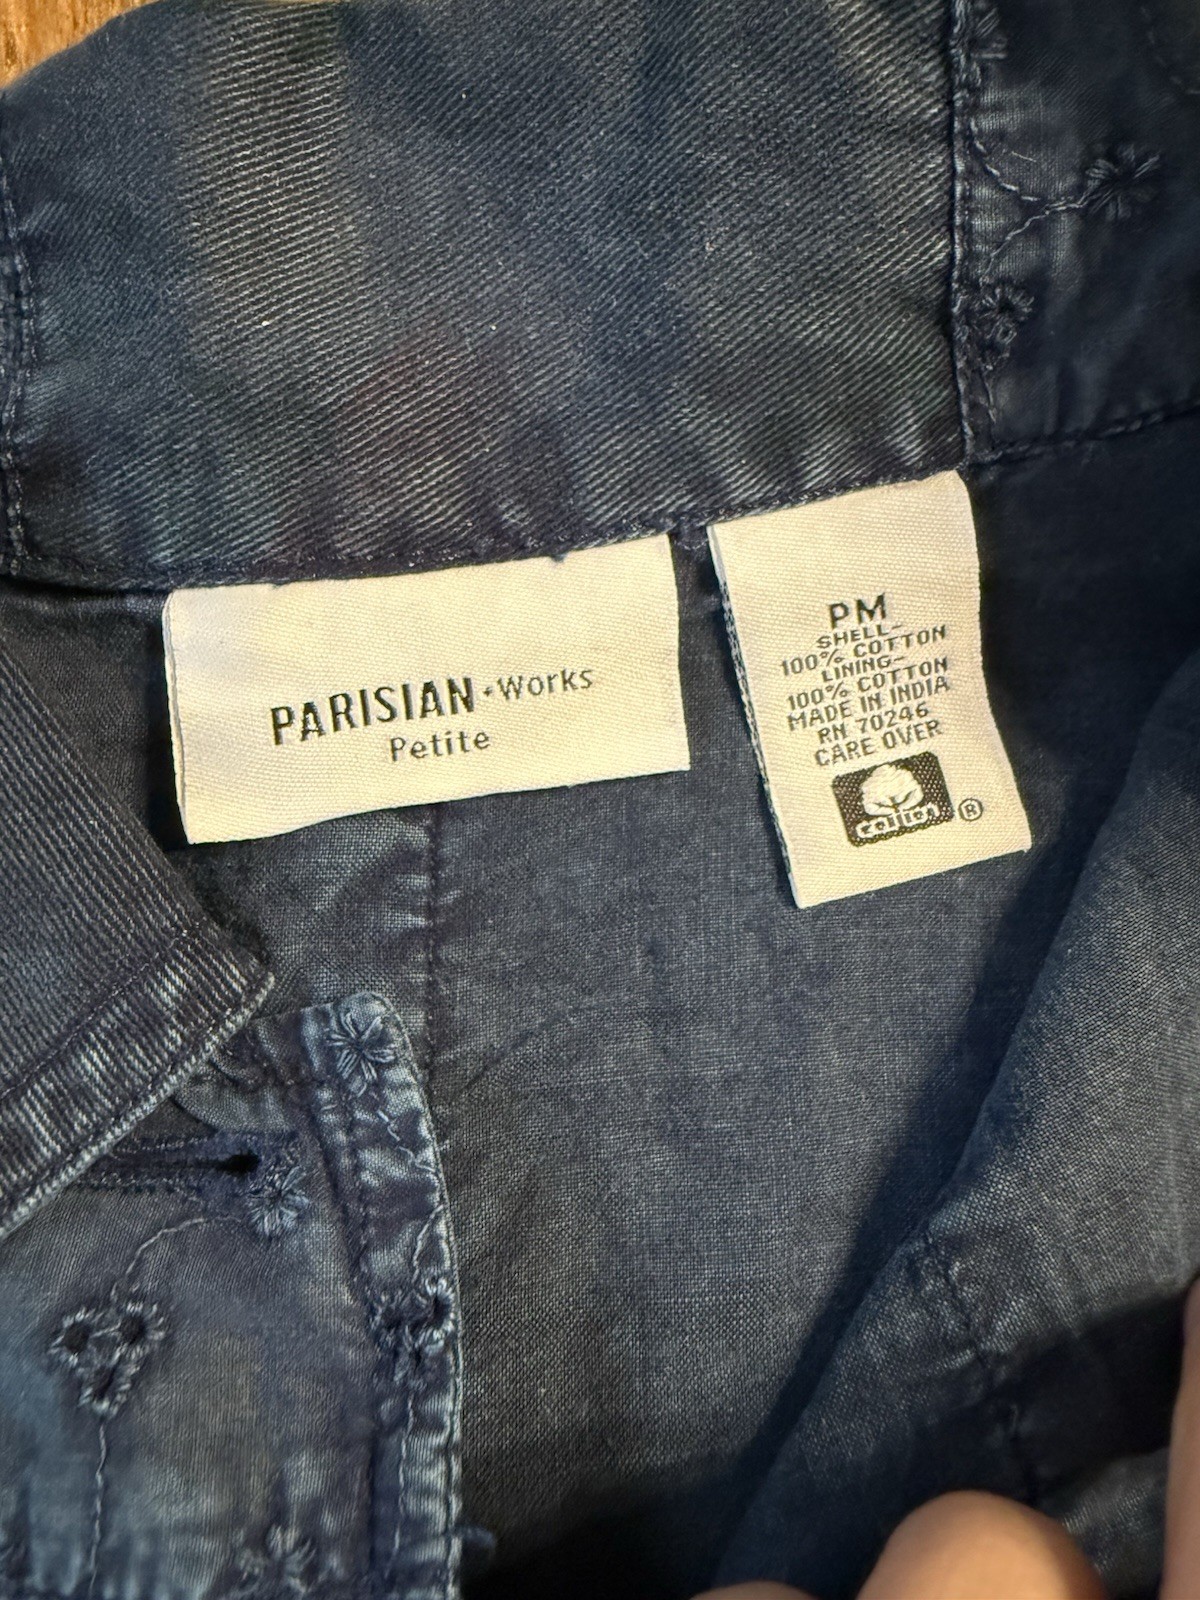 PARISIAN • Works
Petite
PM
SHELL-
100% COTTON
LINING-
100% COTTON
MADE IN INDIA
RN 70246
CARE OVER
cotton ®